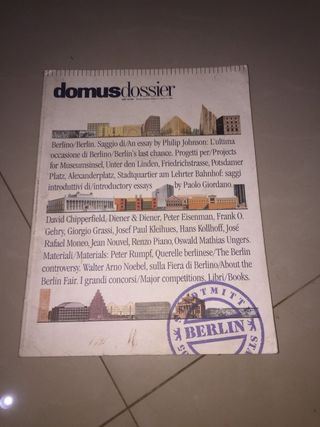 domusdossier
Berlino/Berlin. Saggio di/An essay by Philip Johnson: L'ultima
occasione di Berlino/Berlin's last chance. Progetti per/Projects
for Museumsinsel, Unter den Linden, Friedrichstrasse, Potsdamer
Platz, Alexanderplatz, Stadtquartier am Lehrter Bahnhof: saggi
introduttivi di/introductory essays by Paolo Giordano.
David Chipperfield, Diener & Diener, Peter Eisenman, Frank O.
Gehry, Giorgio Grassi, Josef Paul Kleihues, Hans Kollhoff, José
Rafael Moneo, Jean Nouvel, Renzo Piano, Oswald Mathias Ungers.
Materiali/Materials: Peter Rumpf, Querelle berlinese/The Berlin
controversy. Walter Arno Noebel, sulla Fiera di Berlino/About the
Berlin Fair. I grandi concorsi/Major competitions. Libri/Books.
BERLIN